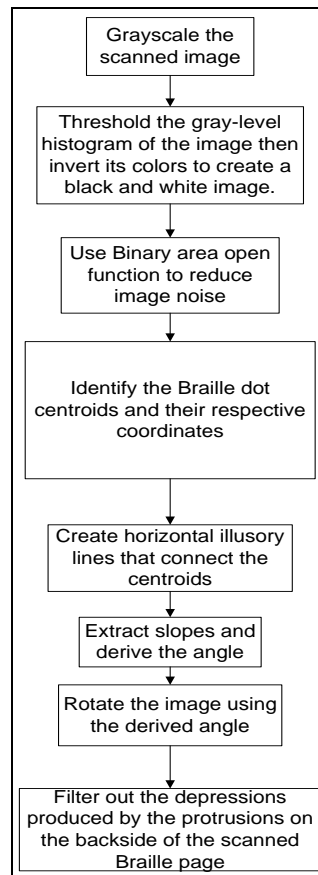 Grayscale the
scanned image
Threshold the gray-level
histogram of the image then
invert its colors to create a
black and white image.
Use Binary area open
function to reduce
image noise
Identify the Braille dot
centroids and their respective
coordinates
Create horizontal illusory
lines that connect the
centroids
Extract slopes and
derive the angle
Rotate the image using
the derived angle
Filter out the depressions
produced by the protrusions on
the backside of the scanned
Braille page